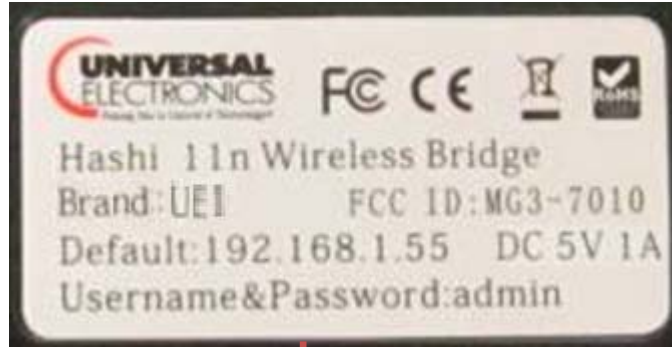 UNIVERSAL
ELECTRONICS
FC CE RoHS
Hashi 11n Wireless Bridge
Brand: UEI FCC ID:MG3-7010
Default:192.168.1.55 DC 5V 1A
Username&Password:admin